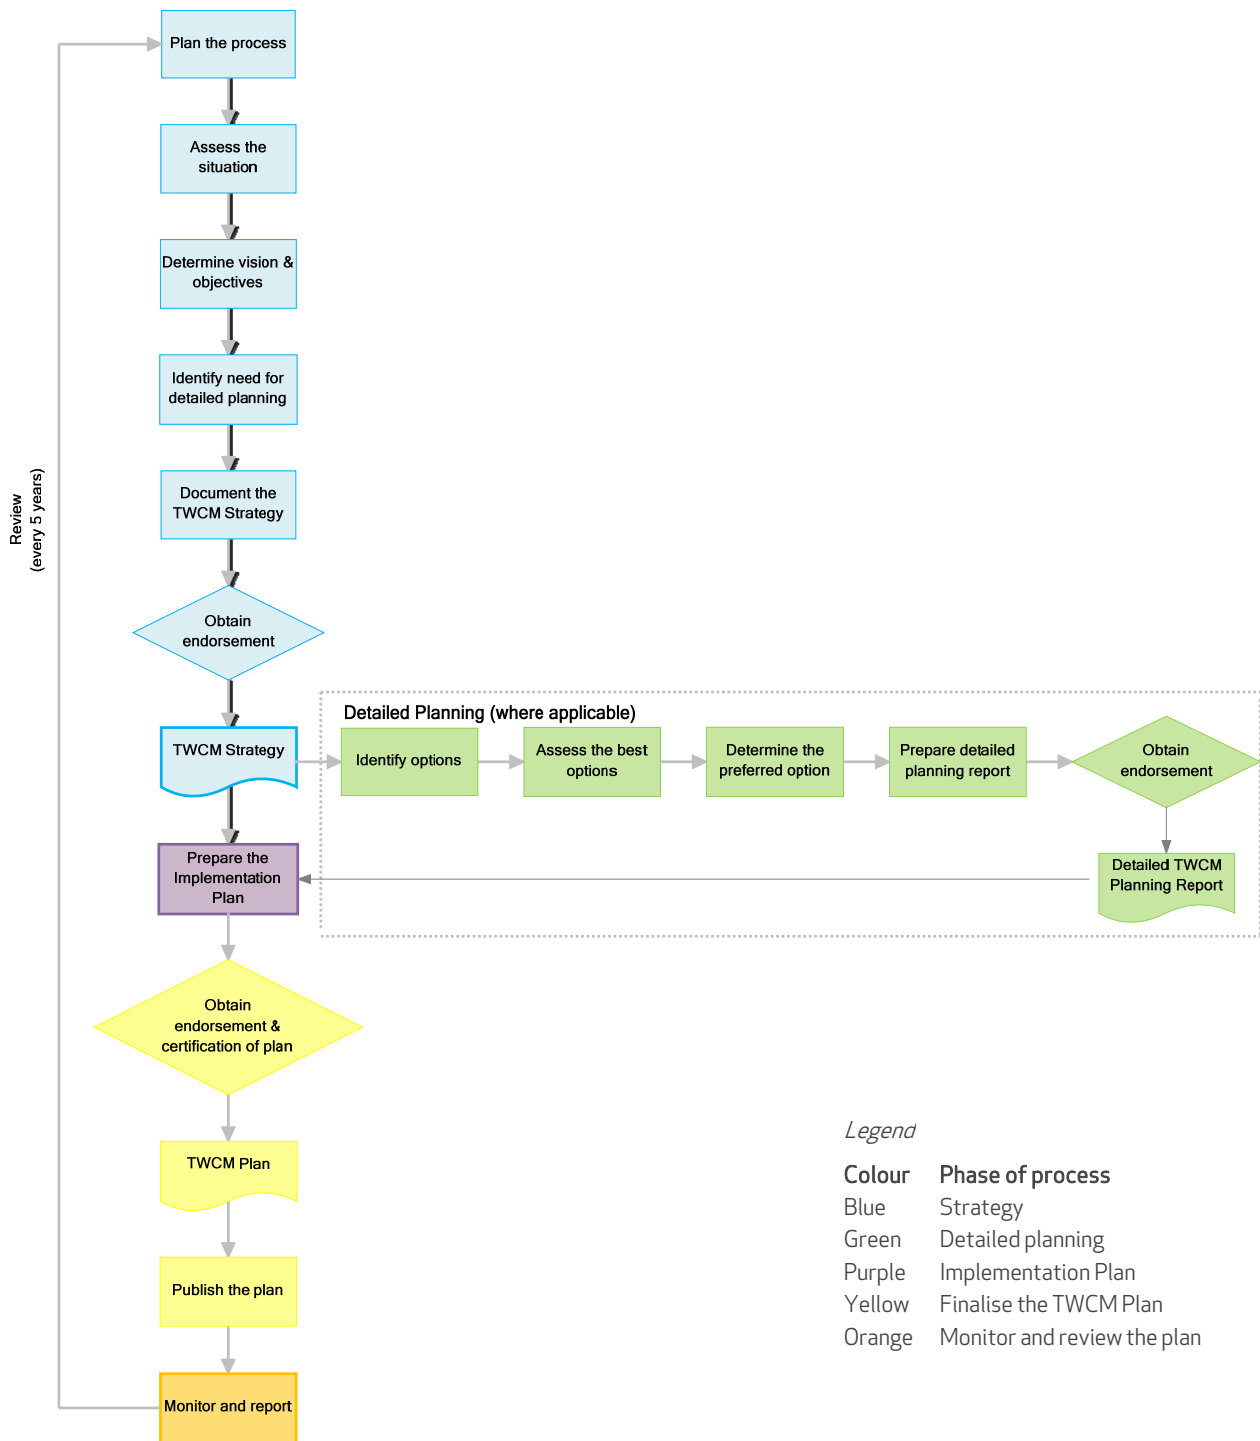 Plan the process
Assess the
situation
Determine vision &
objectives
Identify need for
detailed planning
Review
(every 5 years)
Document the
TWCM Strategy
Obtain
endorsement
TWCM Strategy
Detailed Planning (where applicable)
Identify options
Assess the best
options
Determine the
preferred option
Prepare detailed
planning report
Obtain
endorsement
Detailed TWCM
Planning Report
Prepare the
Implementation
Plan
Obtain
endorsement &
certification of plan
TWCM Plan
Publish the plan
Monitor and report
Legend
Colour Phase of process
Blue Strategy
Green Detailed planning
Purple Implementation Plan
Yellow Finalise the TWCM Plan
Orange Monitor and review the plan